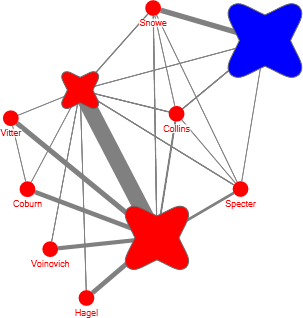 Snowe
Collins
Vitter
Coburn
Specter
Voinovich
Hagel